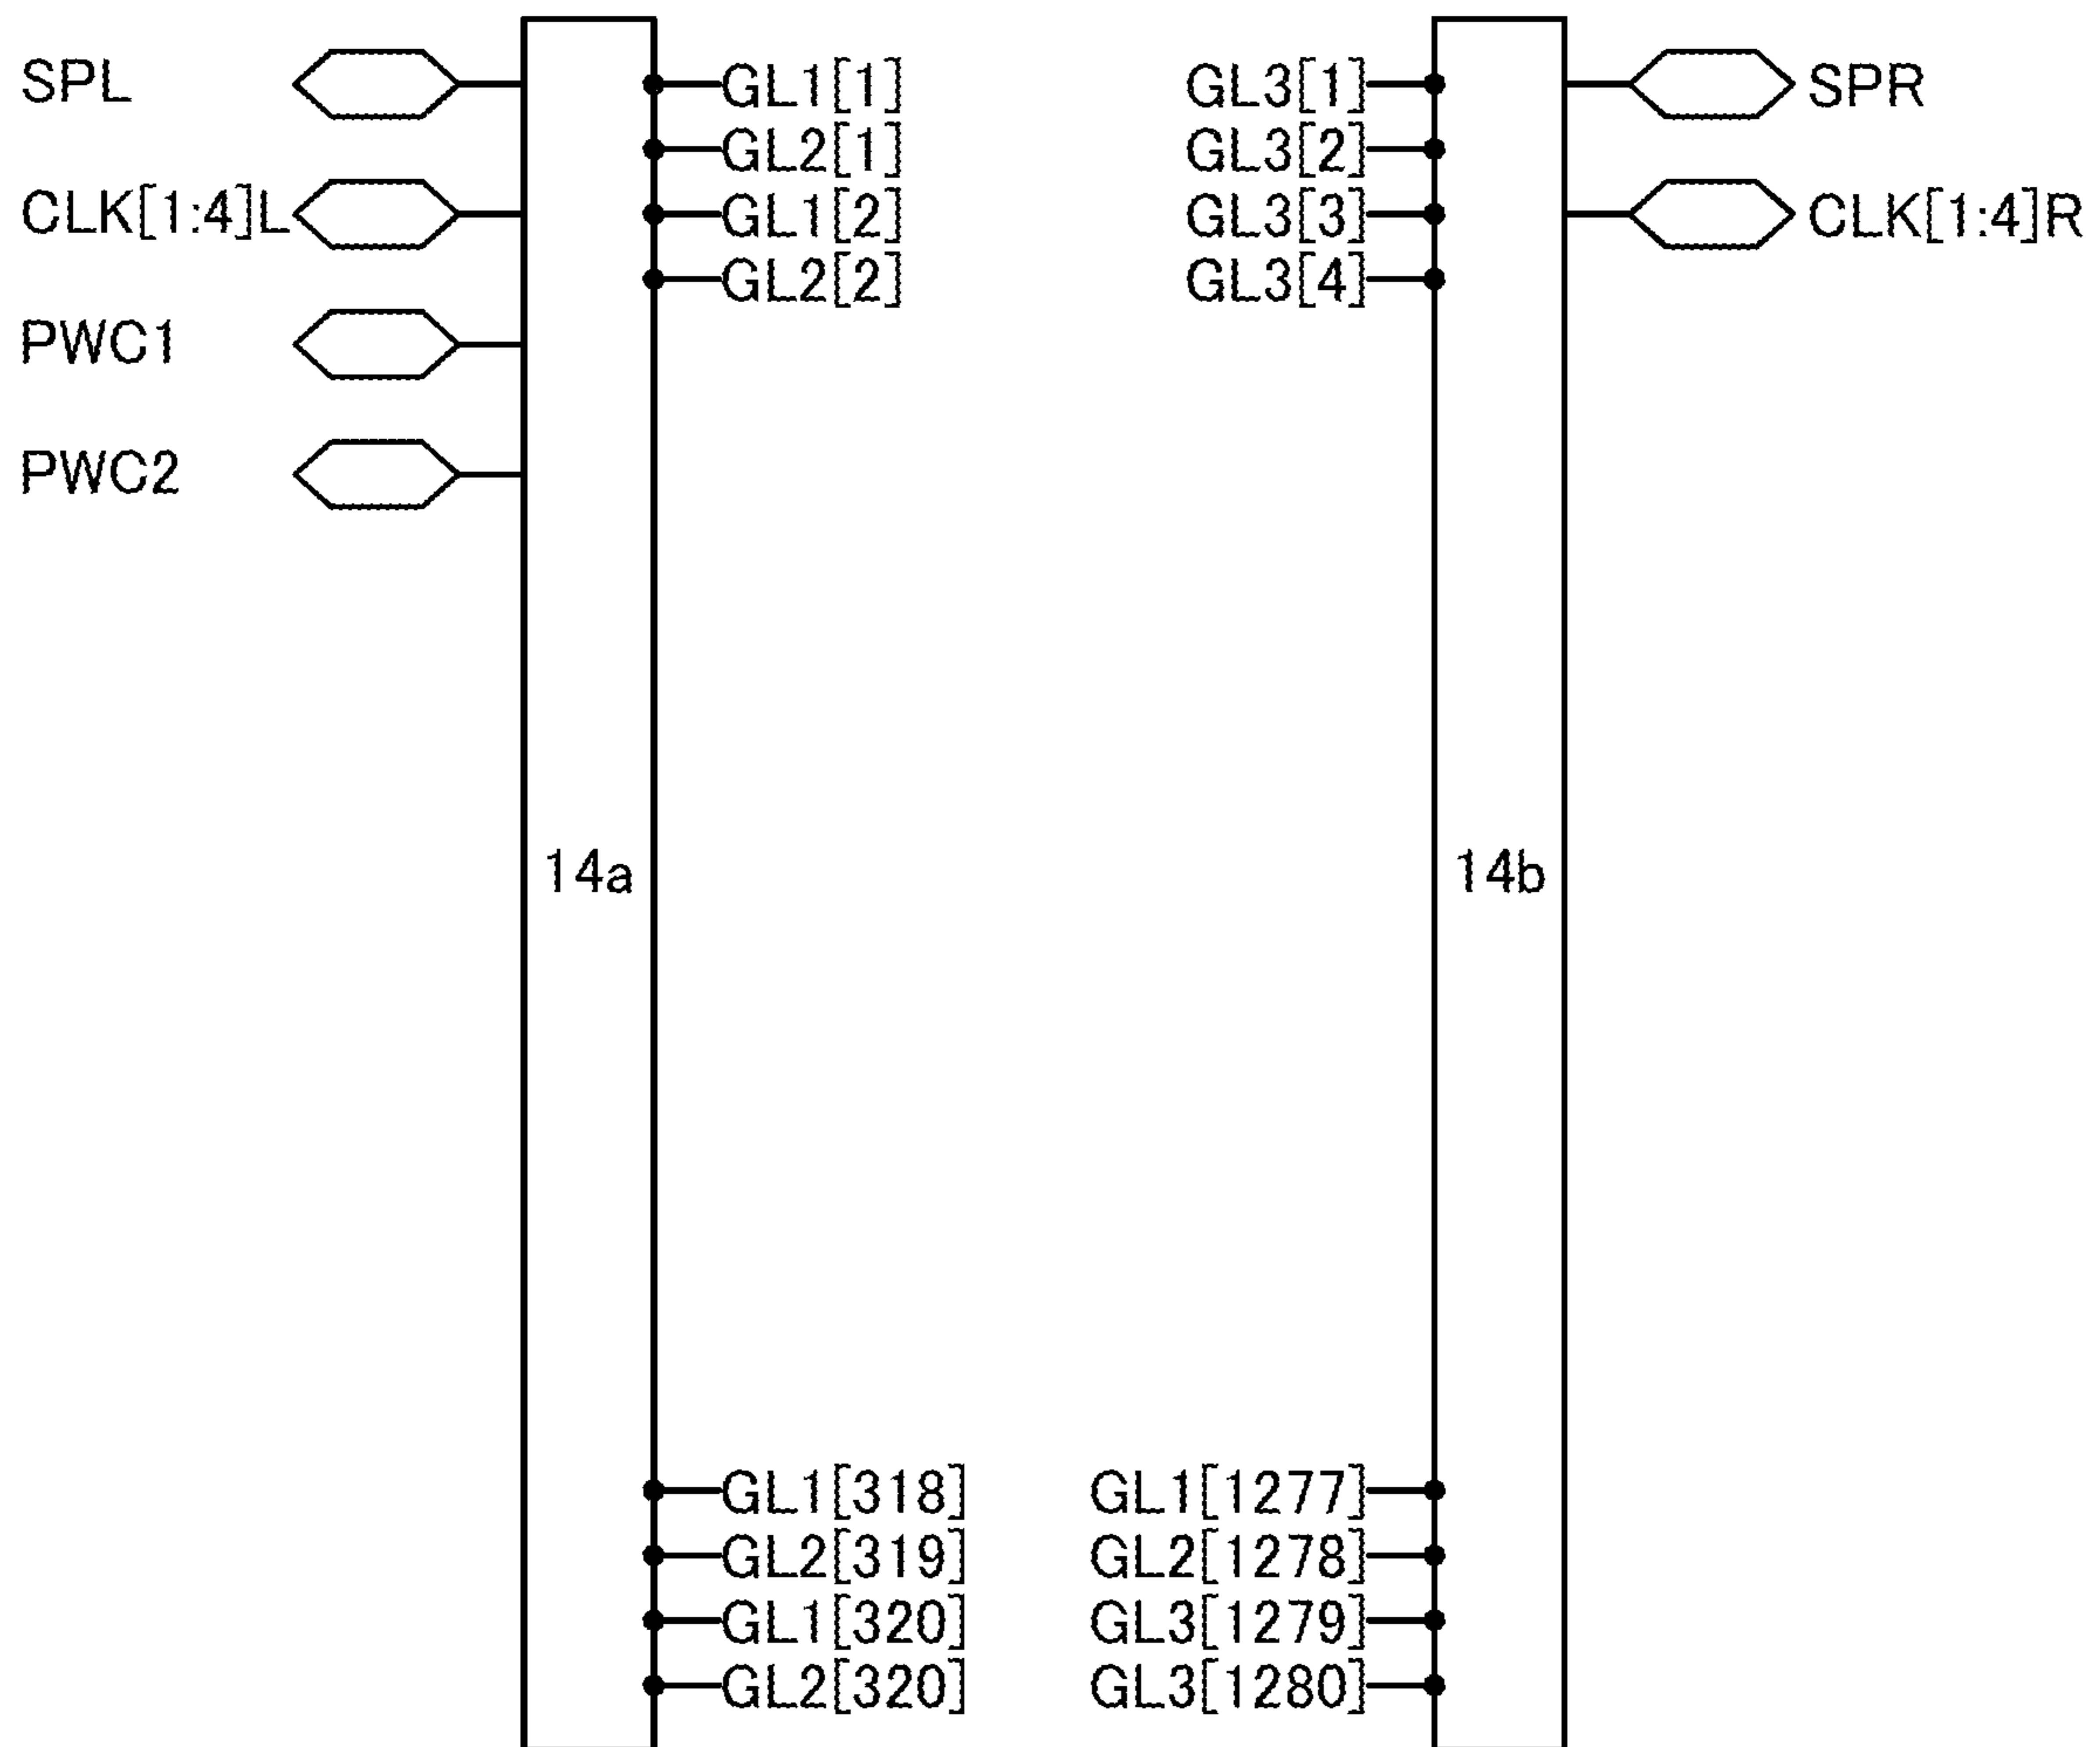 SPL
CLK[1:4]L
PWC1
PWC2
14a
GL1[1]
GL2[1]
GL1[2]
GL2[2]
GL1[318]
GL2[319]
GL1[320]
GL2[320]
GL3[1]
GL3[2]
GL3[3]
GL3[4]
GL1[1277]
GL2[1278]
GL3[1279]
GL3[1280]
14b
SPR
CLK[1:4]R